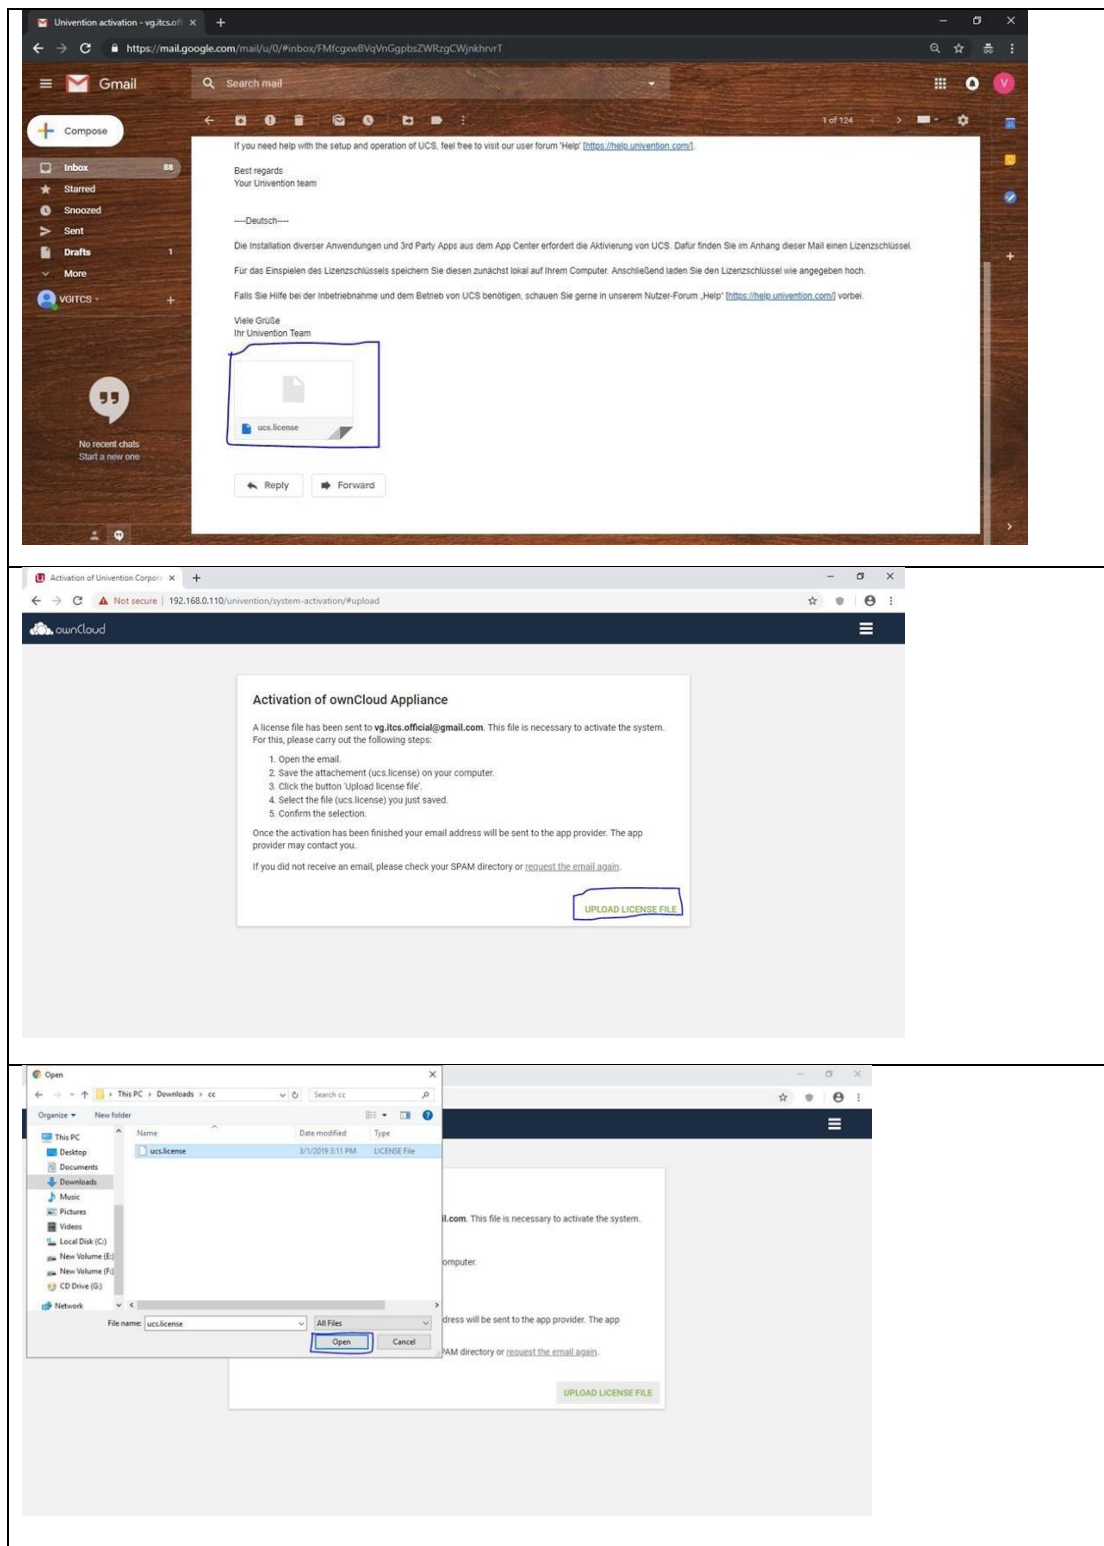 Univention activation - vg.itcs.off
https://mail.google.com/mail/u/0/#inbox/FMfcgxwBVqVnGgpbsZWRzgCWjnkhrvrT
Gmail
Search mail
Compose
1 of 124
If you need help with the setup and operation of UCS, feel free to visit our user forum 'Help' [https://help.univention.com/].
Inbox 88
Starred
Snoozed
Sent
Drafts 1
More
VGITCS
Best regards
Your Univention team
----Deutsch----
Die Installation diverser Anwendungen und 3rd Party Apps aus dem App Center erfordert die Aktivierung von UCS. Dafür finden Sie im Anhang dieser Mail einen Lizenzschlüssel.
Für das Einspielen des Lizenzschlüssels speichern Sie diesen zunächst lokal auf Ihrem Computer. Anschließend laden Sie den Lizenzschlüssel wie angegeben hoch.
Falls Sie Hilfe bei der Inbetriebnahme und dem Betrieb von UCS benötigen, schauen Sie gerne in unserem Nutzer-Forum „Help" [https://help.univention.com/] vorbei.
Viele Grüße
Ihr Univention Team
ucs.license
No recent chats
Start a new one
Reply Forward
Activation of Univention Corpor
Not secure 192.168.0.110/univention/system-activation/#upload
ownCloud
Activation of ownCloud Appliance
A license file has been sent to vg.itcs.official@gmail.com. This file is necessary to activate the system.
For this, please carry out the following steps:
1. Open the email.
2. Save the attachement (ucs.license) on your computer.
3. Click the button 'Upload license file'.
4. Select the file (ucs.license) you just saved.
5. Confirm the selection.
Once the activation has been finished your email address will be sent to the app provider. The app
provider may contact you.
If you did not receive an email, please check your SPAM directory or request the email again.
UPLOAD LICENSE FILE
Open
This PC > Downloads > cc
Search cc
Organize New folder
Name Date modified Type
ucs.license 3/1/2019 3:11 PM LICENSE File
This PC
Desktop
Documents
Downloads
Music
Pictures
Videos
Local Disk (C:)
New Volume (E:)
New Volume (F:)
CD Drive (G:)
Network
File name: ucs.license All Files
Open Cancel
il.com. This file is necessary to activate the system.
omputer.
dress will be sent to the app provider. The app
PAM directory or request the email again.
UPLOAD LICENSE FILE